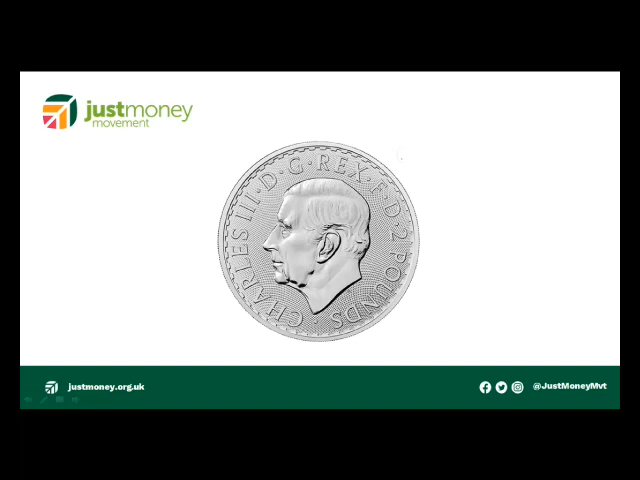 justmoney
movement
CHARLES III·D·G·REX·F·D·2 POUNDS·
justmoney.org.uk
@JustMoneyMvt